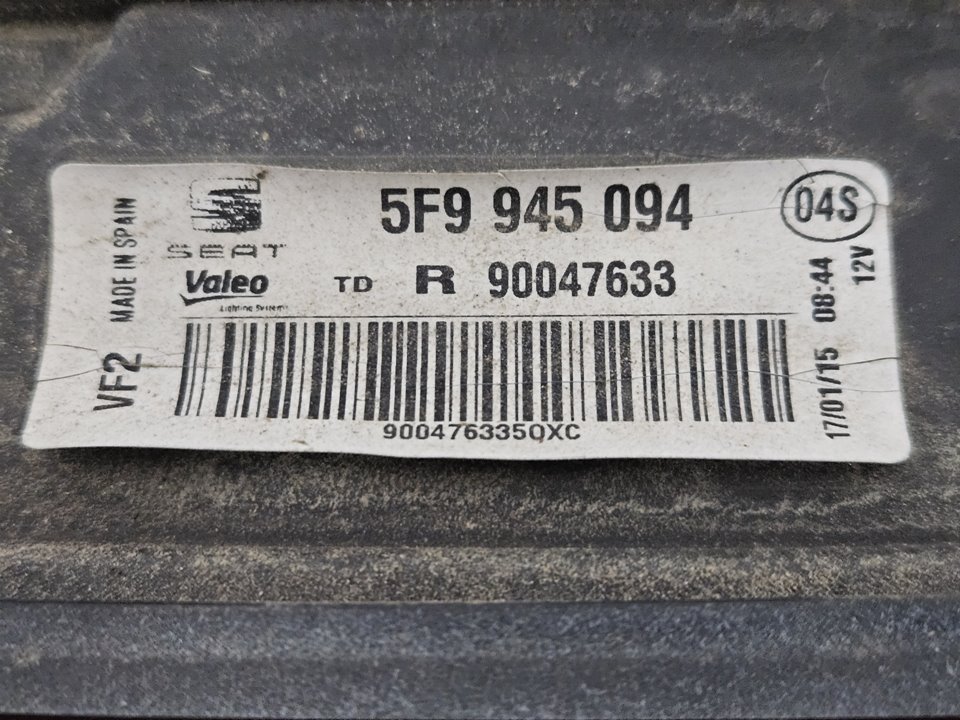 5F9 945 094
04S
SEAT
Valeo
Lighting Systems
TD R 90047633
9004763350XC
MADE IN SPAIN
VF2
17/01/15 08:44
12V